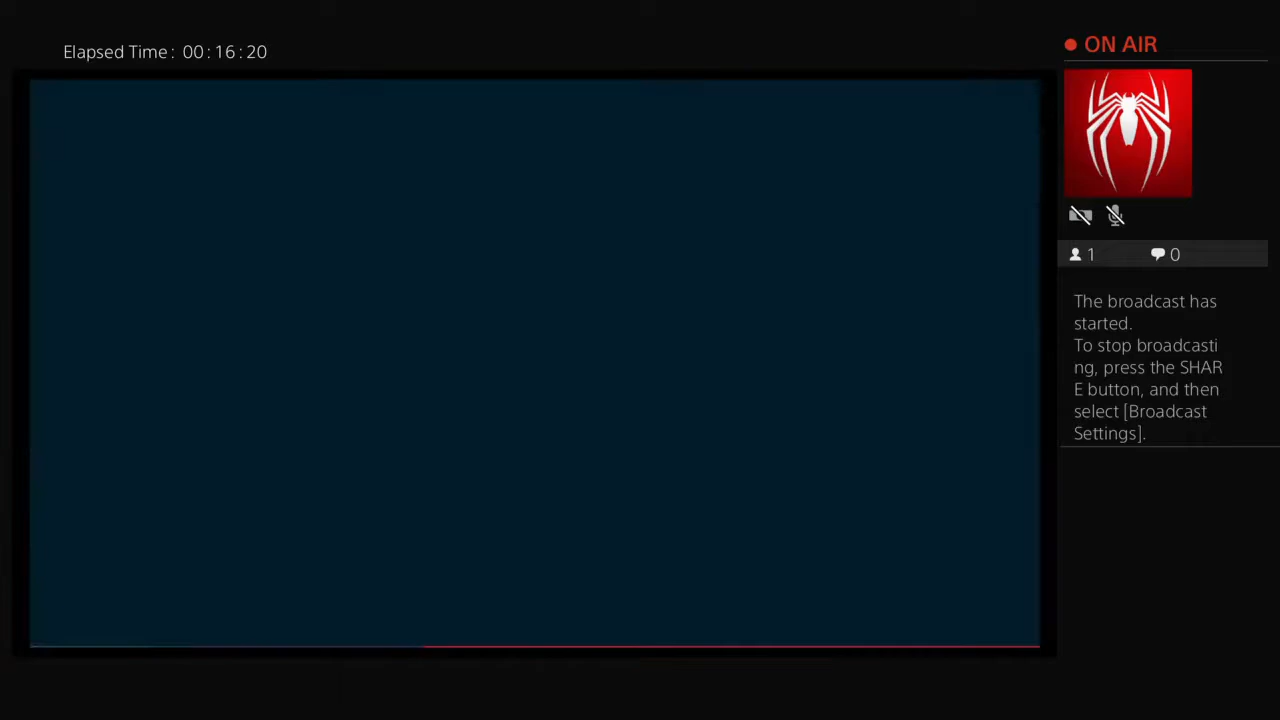 Elapsed Time: 00:16:20
ON AIR
1 0
The broadcast has
started.
To stop broadcasti
ng, press the SHAR
E button, and then
select [Broadcast
Settings].